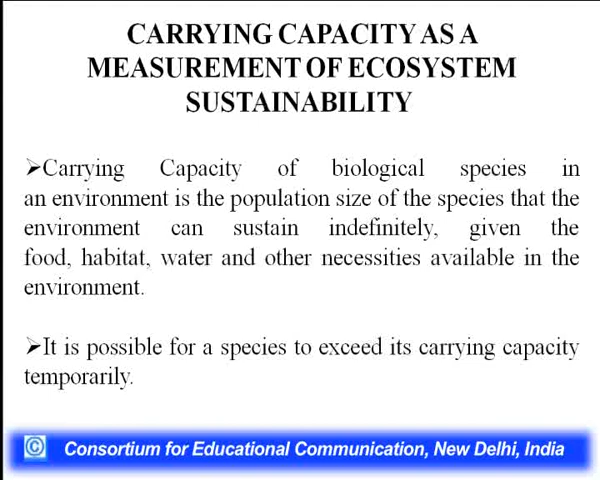 CARRYING CAPACITY AS A
MEASUREMENT OF ECOSYSTEM
SUSTAINABILITY
➢Carrying Capacity of biological species in
an environment is the population size of the species that the
environment can sustain indefinitely, given the
food, habitat, water and other necessities available in the
environment.
➢It is possible for a species to exceed its carrying capacity
temporarily.
© Consortium for Educational Communication, New Delhi, India